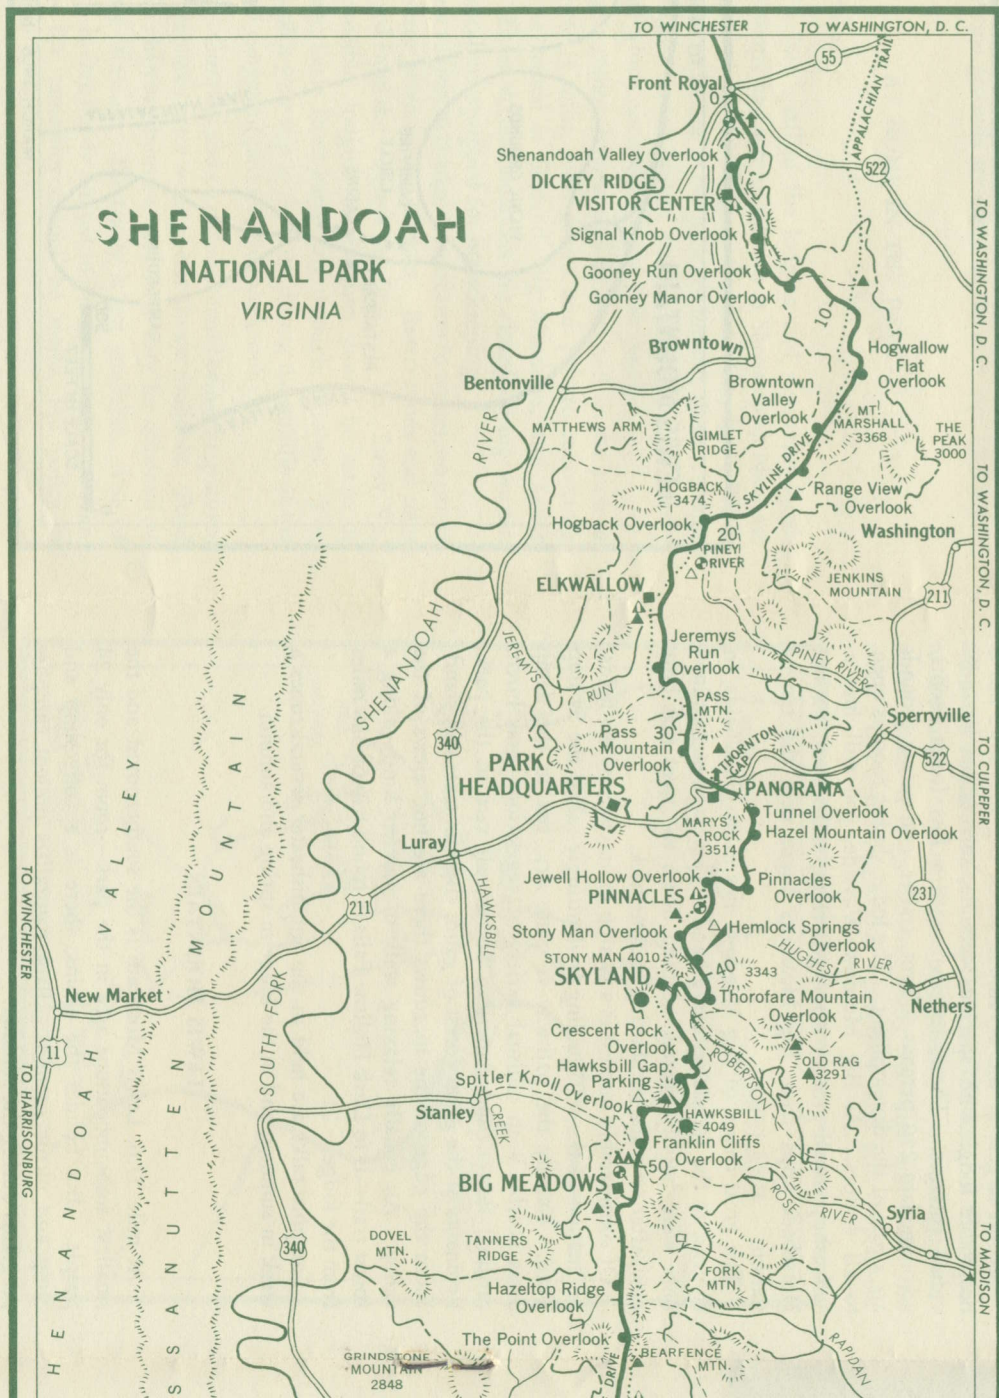 TO WINCHESTER
TO WASHINGTON, D. C.
55
Front Royal
0
APPALACHIAN TRAIL
522
Shenandoah Valley Overlook
DICKEY RIDGE
VISITOR CENTER
SHENANDOAH
NATIONAL PARK
VIRGINIA
Signal Knob Overlook
Gooney Run Overlook
Gooney Manor Overlook
TO WASHINGTON, D. C.
10
Browntown
Hogwallow
Flat
Overlook
Bentonville
Browntown
Valley
Overlook
MT.
MARSHALL
3368
THE
PEAK
3000
MATTHEWS ARM
GIMLET
RIDGE
RIVER
SKYLINE DRIVE
HOGBACK
3474
Range View
Overlook
Hogback Overlook
20
Washington
TO WASHINGTON, D. C.
PINEY
RIVER
ELKWALLOW
JENKINS
MOUNTAIN
211
SHENANDOAH
JEREMYS
RUN
Jeremys
Run
Overlook
PINEY RIVER
PASS
MTN.
Sperryville
340
Pass
Mountain
Overlook
30
THORNTON
GAP
522
TO CULPEPER
PARK
HEADQUARTERS
PANORAMA
Tunnel Overlook
MARYS
ROCK
3514
Hazel Mountain Overlook
Luray
Jewell Hollow Overlook
PINNACLES
Pinnacles
Overlook
231
211
HAWKSBILL
CREEK
Stony Man Overlook
Hemlock Springs
Overlook
STONY MAN 4010
SKYLAND
40
3343
HUGHES RIVER
Nethers
TO WINCHESTER
New Market
Thorofare Mountain
Overlook
11
SOUTH FORK
Crescent Rock
Overlook
OLD RAG
3291
ROBERTSON
R.
Hawksbill Gap
Parking
Spitler Knoll Overlook
Stanley
HAWKSBILL
4049
TO HARRISONBURG
Franklin Cliffs
Overlook
50
BIG MEADOWS
ROSE RIVER
Syria
340
DOVEL
MTN.
TANNERS
RIDGE
FORK
MTN.
TO MADISON
Hazeltop Ridge
Overlook
The Point Overlook
RAPIDAN
GRINDSTONE
MOUNTAIN
2848
BEARFENCE
MTN.
DRIVE
HENANDOAH VALLEY
SSANUTTEN MOUNTAIN